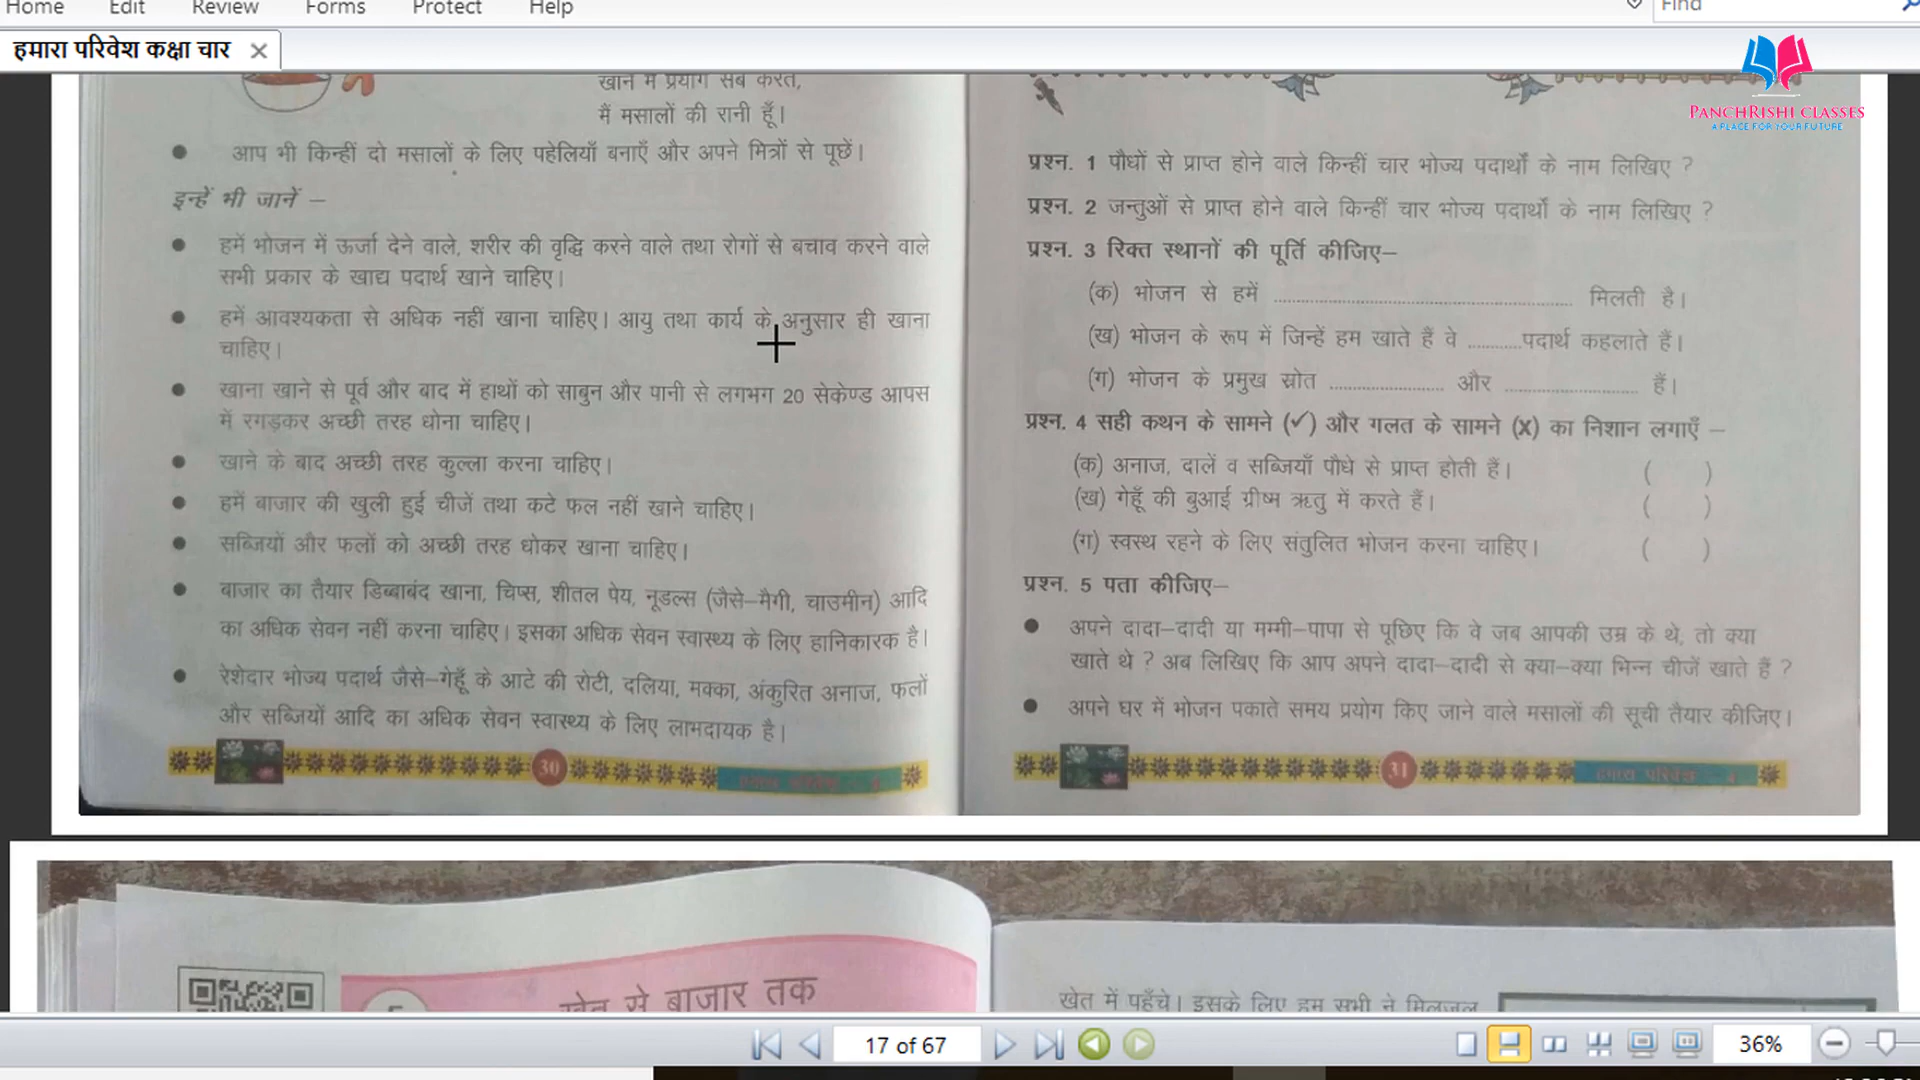 Home Edit Review Forms Protect Help
Find
हमारा परिवेश कक्षा चार
PANCHRISHI CLASSES
A PLACE FOR YOUR FUTURE
खाने में प्रयोग सब करते,
मैं मसालों की रानी हूँ।
आप भी किन्हीं दो मसालों के लिए पहेलियाँ बनाएँ और अपने मित्रों से पूछें।
इन्हें भी जानें –
हमें भोजन में ऊर्जा देने वाले, शरीर की वृद्धि करने वाले तथा रोगों से बचाव करने वाले
सभी प्रकार के खाद्य पदार्थ खाने चाहिए।
हमें आवश्यकता से अधिक नहीं खाना चाहिए। आयु तथा कार्य के अनुसार ही खाना
चाहिए।
खाना खाने से पूर्व और बाद में हाथों को साबुन और पानी से लगभग 20 सेकेण्ड आपस
में रगड़कर अच्छी तरह धोना चाहिए।
खाने के बाद अच्छी तरह कुल्ला करना चाहिए।
हमें बाजार की खुली हुई चीजें तथा कटे फल नहीं खाने चाहिए।
सब्जियों और फलों को अच्छी तरह धोकर खाना चाहिए।
बाजार का तैयार डिब्बाबंद खाना, चिप्स, शीतल पेय, नूडल्स (जैसे–मैगी, चाउमीन) आदि
का अधिक सेवन नहीं करना चाहिए। इसका अधिक सेवन स्वास्थ्य के लिए हानिकारक है।
रेशेदार भोज्य पदार्थ जैसे–गेहूँ के आटे की रोटी, दलिया, मक्का, अंकुरित अनाज, फलों
और सब्जियों आदि का अधिक सेवन स्वास्थ्य के लिए लाभदायक है।
30
हमारा परिवेश – 4
प्रश्न. 1 पौधों से प्राप्त होने वाले किन्हीं चार भोज्य पदार्थों के नाम लिखिए ?
प्रश्न. 2 जन्तुओं से प्राप्त होने वाले किन्हीं चार भोज्य पदार्थों के नाम लिखिए ?
प्रश्न. 3 रिक्त स्थानों की पूर्ति कीजिए–
(क) भोजन से हमें .................................................. मिलती है।
(ख) भोजन के रूप में जिन्हें हम खाते हैं वे ..........पदार्थ कहलाते हैं।
(ग) भोजन के प्रमुख स्रोत ..................... और ........................ हैं।
प्रश्न. 4 सही कथन के सामने (✓) और गलत के सामने (X) का निशान लगाएँ –
(क) अनाज, दालें व सब्जियाँ पौधे से प्राप्त होती हैं। ( )
(ख) गेहूँ की बुआई ग्रीष्म ऋतु में करते हैं। ( )
(ग) स्वस्थ रहने के लिए संतुलित भोजन करना चाहिए। ( )
प्रश्न. 5 पता कीजिए–
अपने दादा–दादी या मम्मी–पापा से पूछिए कि वे जब आपकी उम्र के थे, तो क्या
खाते थे ? अब लिखिए कि आप अपने दादा–दादी से क्या–क्या भिन्न चीजें खाते हैं ?
अपने घर में भोजन पकाते समय प्रयोग किए जाने वाले मसालों की सूची तैयार कीजिए।
31
हमारा परिवेश – 4
खेत से बाजार तक
खेत में पहुँचे। इसके लिए हम सभी ने मिलजुल
17 of 67
36%